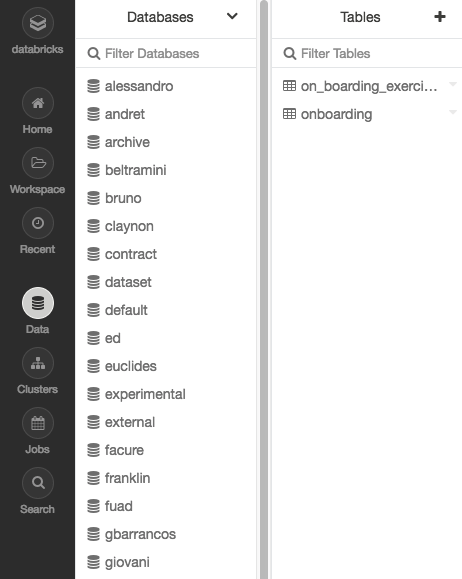 databricks
Home
Workspace
Recent
Data
Clusters
Jobs
Search
Databases
Filter Databases
alessandro
andret
archive
beltramini
bruno
claynon
contract
dataset
default
ed
euclides
experimental
external
facure
franklin
fuad
gbarrancos
giovani
Tables
Filter Tables
on_boarding_exerci...
onboarding